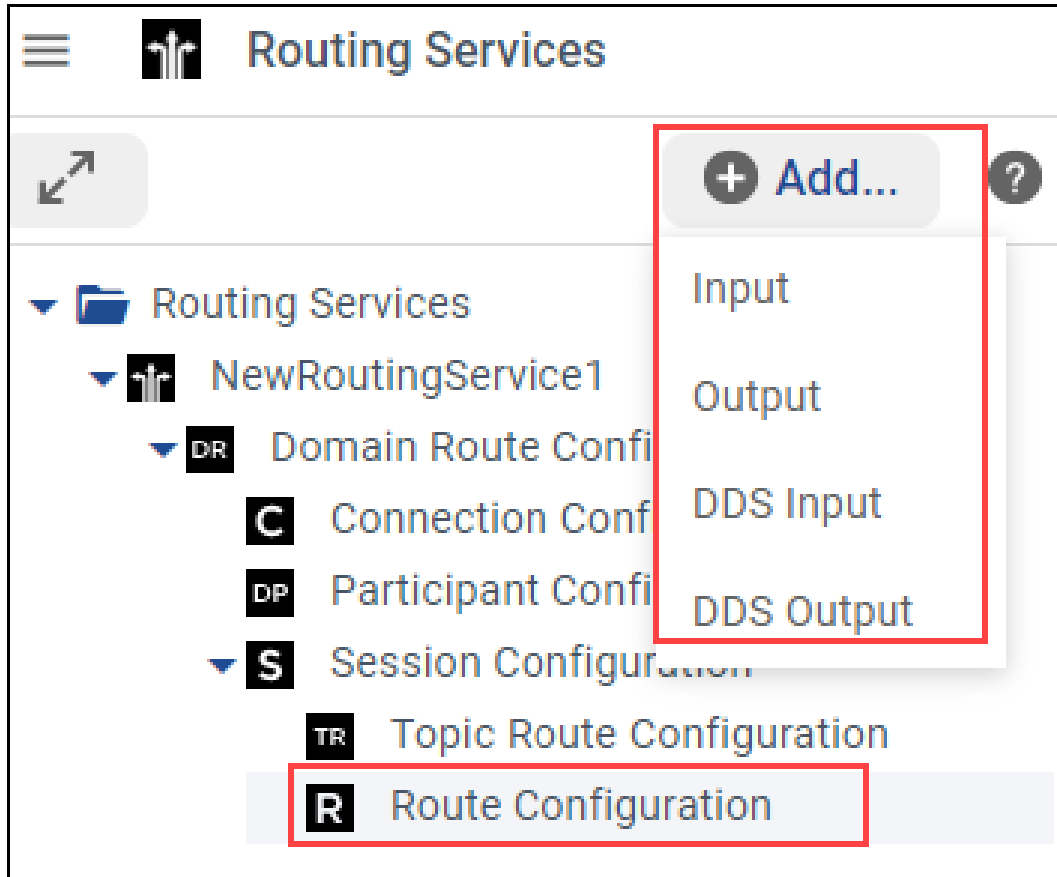 Routing Services
Add...
?
Input
Output
DDS Input
DDS Output
Routing Services
NewRoutingService1
DR Domain Route Confi
C Connection Conf
DP Participant Confi
S Session Configuration
TR Topic Route Configuration
R Route Configuration